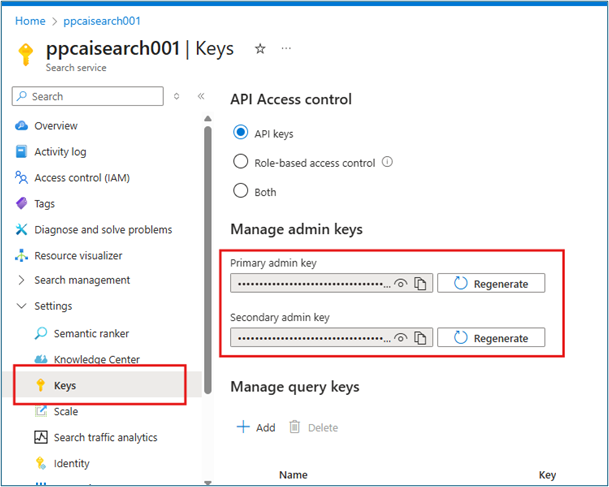 Home > ppcaisearch001
ppcaisearch001 | Keys
Search service
Search
API Access control
Overview
API keys
Activity log
Role-based access control
Access control (IAM)
Both
Tags
Diagnose and solve problems
Manage admin keys
Resource visualizer
Primary admin key
Search management
Regenerate
Settings
Secondary admin key
Semantic ranker
Regenerate
Knowledge Center
Keys
Manage query keys
Scale
Add
Delete
Search traffic analytics
Identity
Name
Key